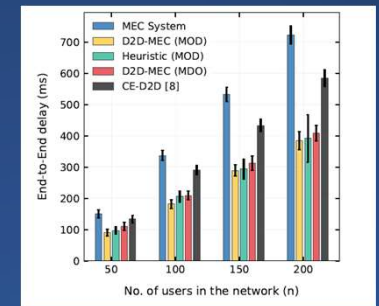 MEC System
D2D-MEC (MOD)
Heuristic (MOD)
D2D-MEC (MDO)
CE-D2D [8]
End-to-End delay (ms)
700
600
500
400
300
200
100
0
50 100 150 200
No. of users in the network (n)